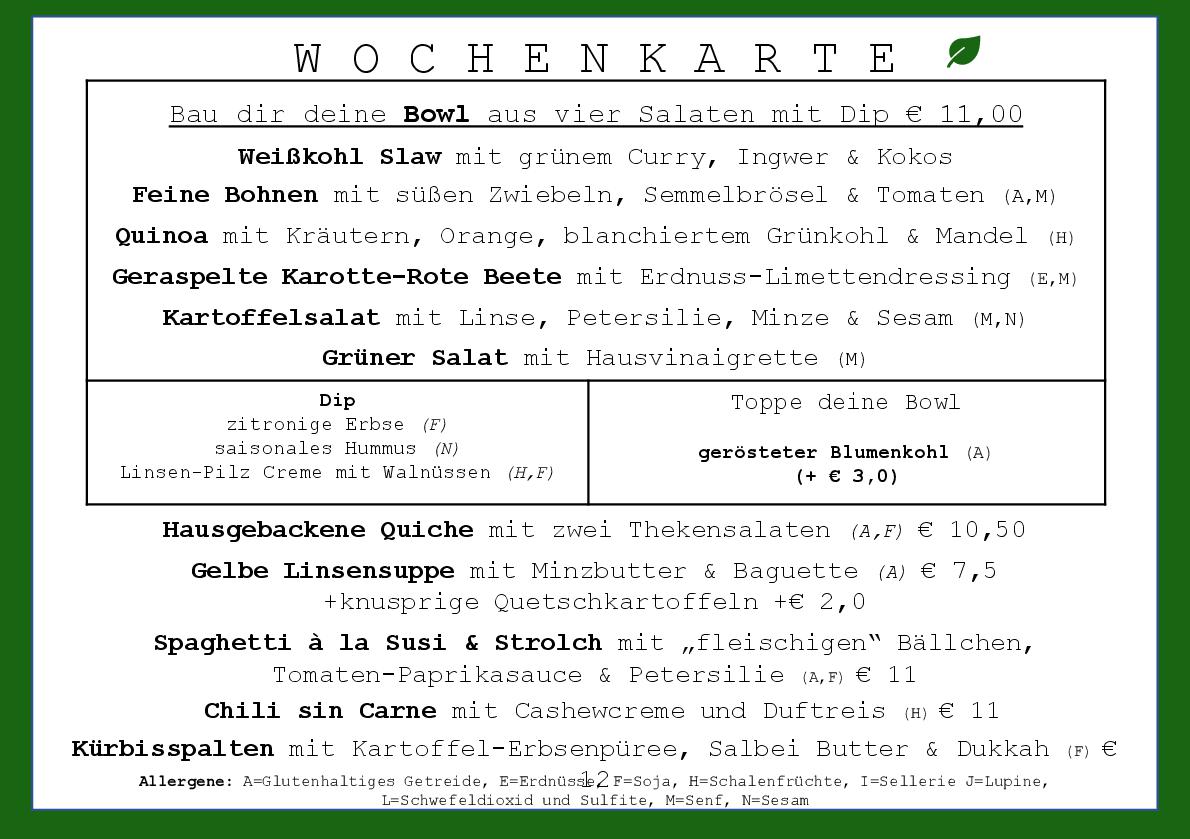 WOCHENKARTE
Bau dir deine Bowl aus vier Salaten mit Dip € 11,00
Weißkohl Slaw mit grünem Curry, Ingwer & Kokos
Feine Bohnen mit süßen Zwiebeln, Semmelbrösel & Tomaten (A,M)
Quinoa mit Kräutern, Orange, blanchiertem Grünkohl & Mandel (H)
Geraspelte Karotte-Rote Beete mit Erdnuss-Limettendressing (E,M)
Kartoffelsalat mit Linse, Petersilie, Minze & Sesam (M,N)
Grüner Salat mit Hausvinaigrette (M)
Dip
zitronige Erbse (F)
saisonales Hummus (N)
Linsen-Pilz Creme mit Walnüssen (H,F)
Toppe deine Bowl
gerösteter Blumenkohl (A)
(+ € 3,0)
Hausgebackene Quiche mit zwei Thekensalaten (A,F) € 10,50
Gelbe Linsensuppe mit Minzbutter & Baguette (A) € 7,5
+knusprige Quetschkartoffeln +€ 2,0
Spaghetti à la Susi & Strolch mit „fleischigen“ Bällchen,
Tomaten-Paprikasauce & Petersilie (A,F) € 11
Chili sin Carne mit Cashewcreme und Duftreis (H) € 11
Kürbisspalten mit Kartoffel-Erbsenpüree, Salbei Butter & Dukkah (F) €
12
Allergene: A=Glutenhaltiges Getreide, E=Erdnüsse, F=Soja, H=Schalenfrüchte, I=Sellerie J=Lupine,
L=Schwefeldioxid und Sulfite, M=Senf, N=Sesam